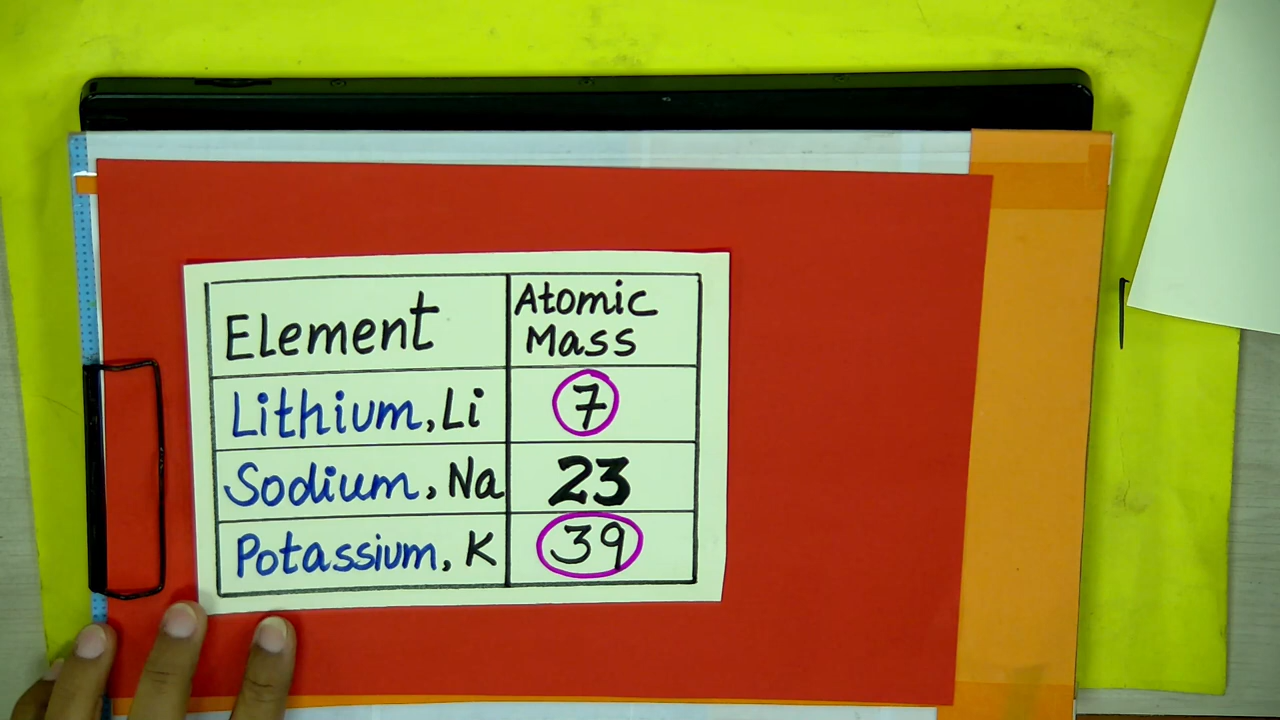 Element
Atomic
Mass
Lithium, Li
7
Sodium, Na
23
Potassium, K
39